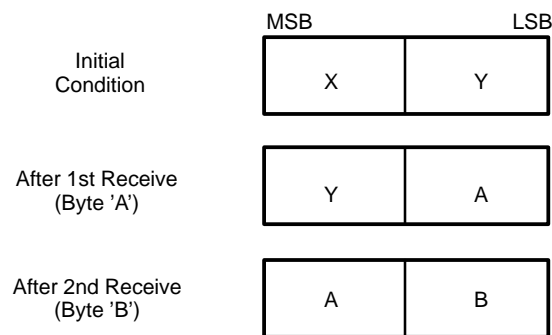 MSB LSB
Initial
Condition
X Y
After 1st Receive
(Byte 'A')
Y A
After 2nd Receive
(Byte 'B')
A B